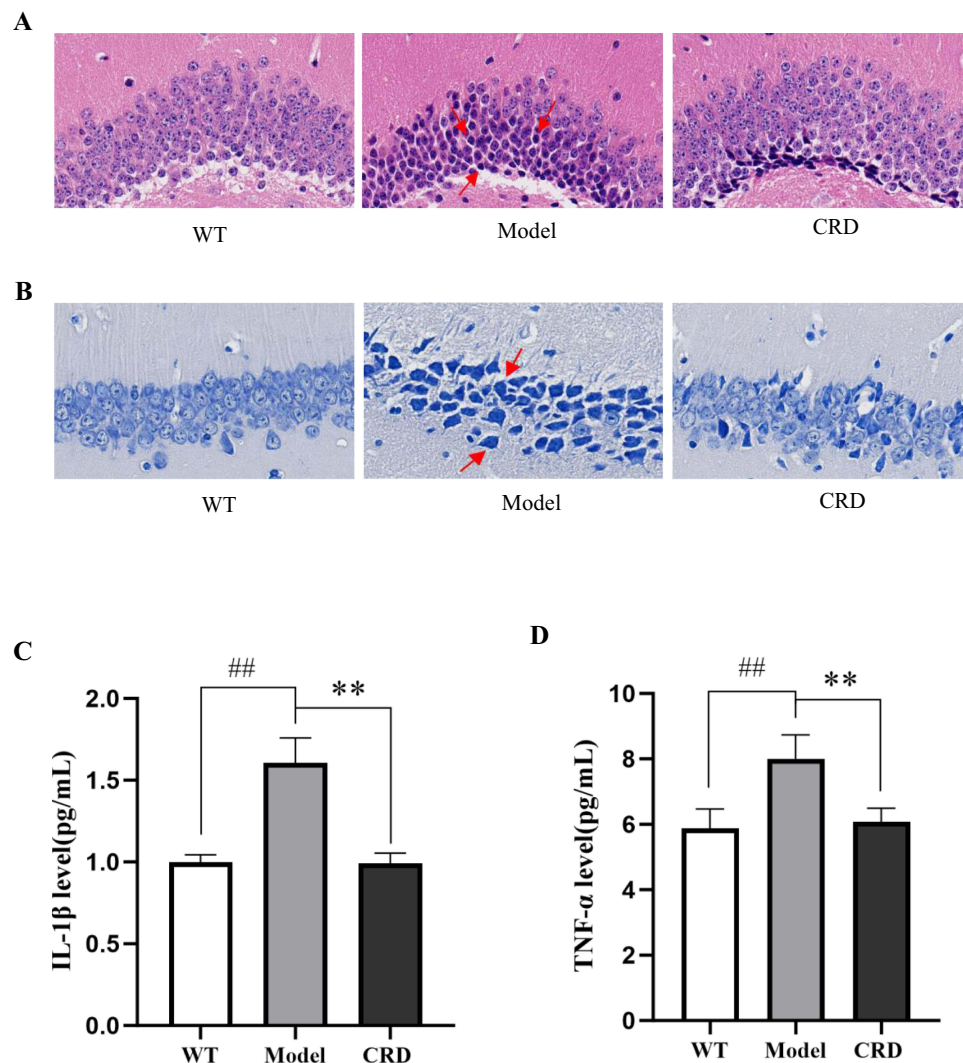 A
WT Model CRD
B
WT Model CRD
C
##
**
IL-1β level(pg/mL)
2.0
1.5
1.0
0.5
0.0
WT Model CRD
D
##
**
TNF-α level(pg/mL)
10
8
6
4
2
0
WT Model CRD